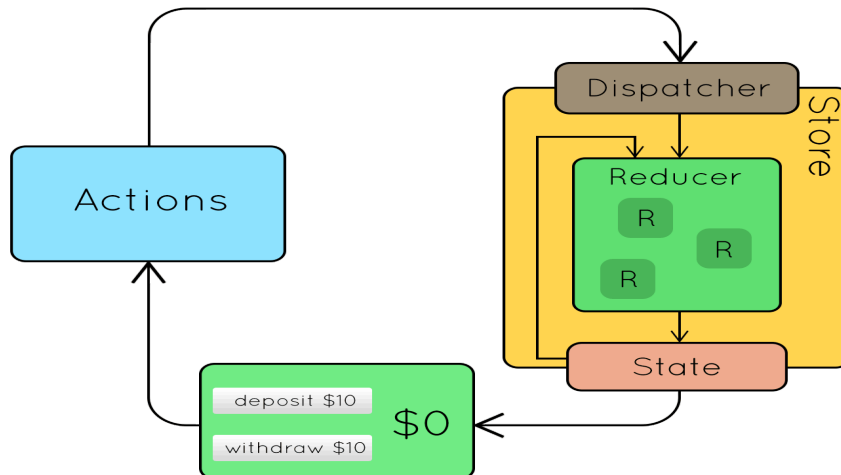 Dispatcher
Store
Reducer
Actions
R
R
R
State
deposit $10
$0
withdraw $10